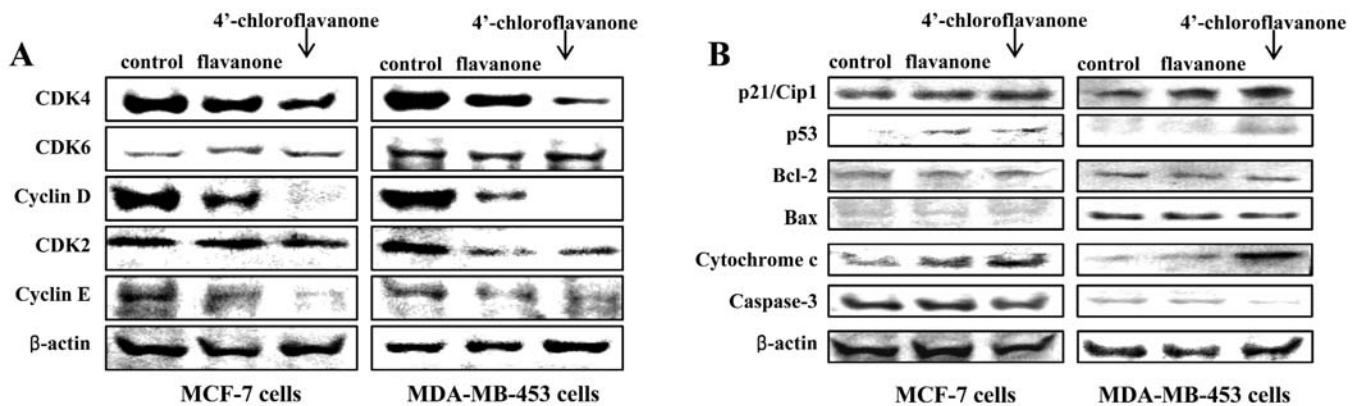 4’-chloroflavanone
4’-chloroflavanone
A
control
flavanone
control
flavanone
CDK4
CDK6
Cyclin D
CDK2
Cyclin E
β-actin
MCF-7 cells
MDA-MB-453 cells
4’-chloroflavanone
4’-chloroflavanone
B
control
flavanone
control
flavanone
p21/Cip1
p53
Bcl-2
Bax
Cytochrome c
Caspase-3
β-actin
MCF-7 cells
MDA-MB-453 cells